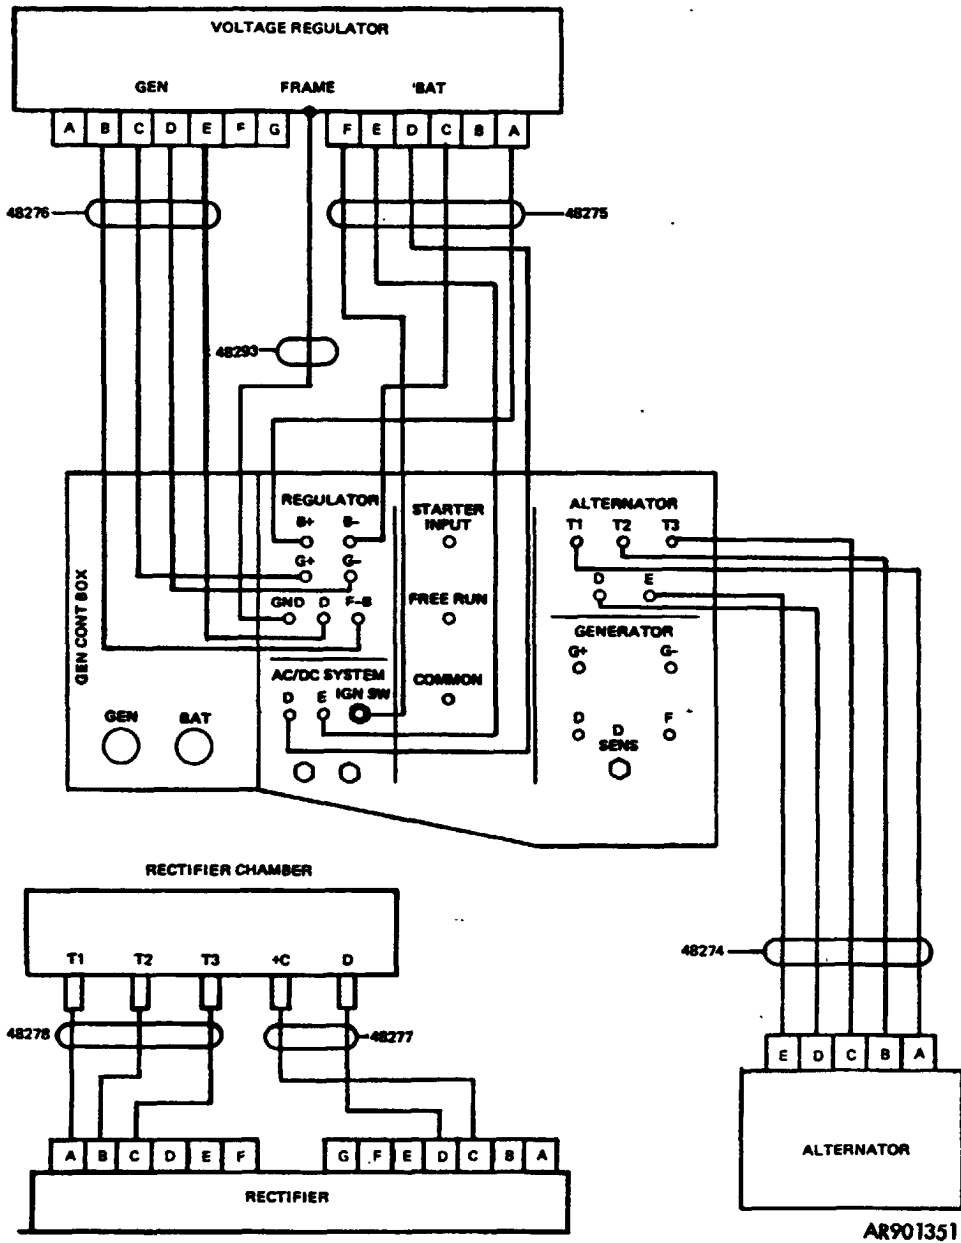 VOLTAGE REGULATOR
GEN FRAME 'BAT
A B C D E F G F E D C B A
48276 48275
48293
REGULATOR STARTER INPUT ALTERNATOR
B+ B- T1 T2 T3
G+ G- D E
GND D F-B FREE RUN GENERATOR
G+ G-
AC/DC SYSTEM COMMON
D E IGN SW D D SENS F
GEN CONT BOX
GEN BAT
RECTIFIER CHAMBER
T1 T2 T3 +C D
48274
48278 48277
E D C B A
ALTERNATOR
A B C D E F G F E D C B A
RECTIFIER
AR901351